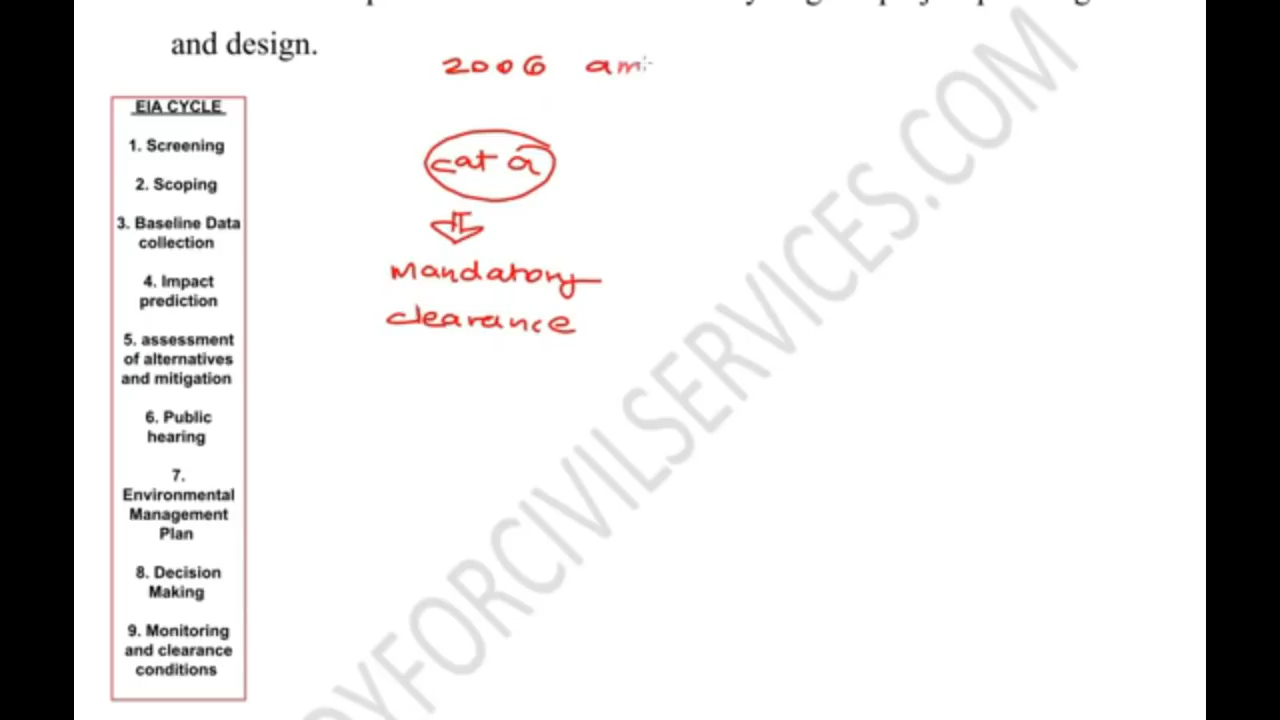 and design.
2006 am
EIA CYCLE
1. Screening
2. Scoping
3. Baseline Data
collection
4. Impact
prediction
5. assessment
of alternatives
and mitigation
6. Public
hearing
7.
Environmental
Management
Plan
8. Decision
Making
9. Monitoring
and clearance
conditions
cat a
mandatory
clearance
DYFORCIVILSERVICES.COM